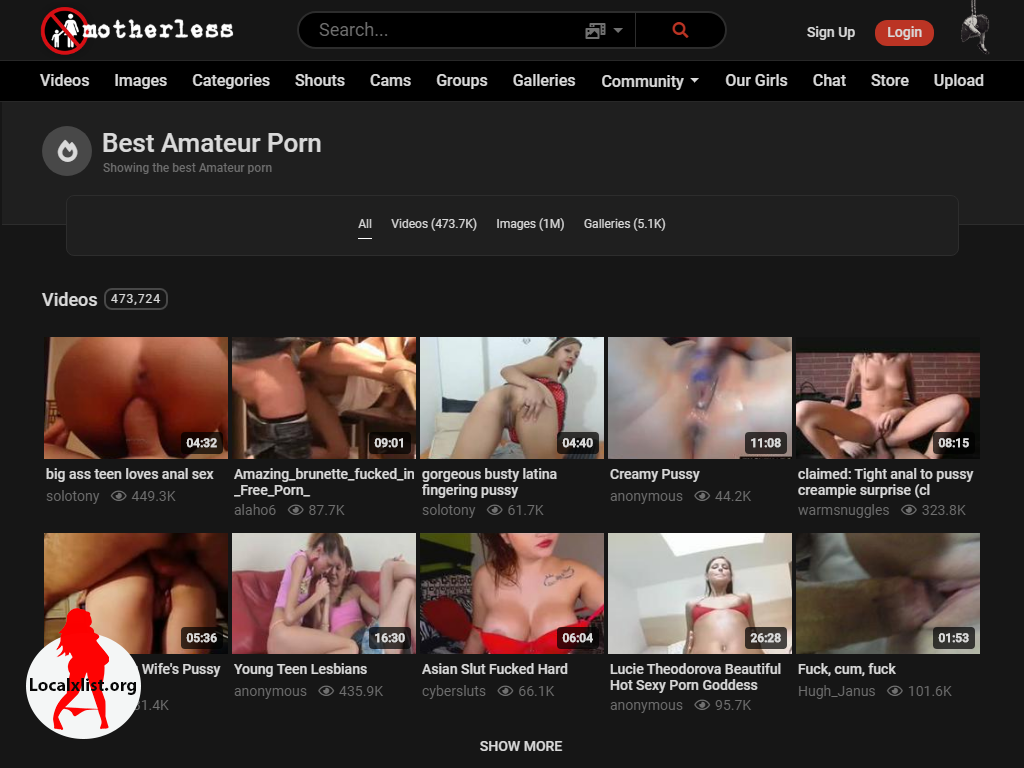 motherless
Search...
Sign Up
Login
Videos
Images
Categories
Shouts
Cams
Groups
Galleries
Community
Our Girls
Chat
Store
Upload
Best Amateur Porn
Showing the best Amateur porn
All
Videos (473.7K)
Images (1M)
Galleries (5.1K)
Videos 473,724
04:32
09:01
04:40
11:08
08:15
big ass teen loves anal sex
solotony 449.3K
Amazing_brunette_fucked_in
_Free_Porn_
alaho6 87.7K
gorgeous busty latina
fingering pussy
solotony 61.7K
Creamy Pussy
anonymous 44.2K
claimed: Tight anal to pussy
creampie surprise (cl
warmsnuggles 323.8K
05:36
16:30
06:04
26:28
01:53
Wife's Pussy
1.4K
Young Teen Lesbians
anonymous 435.9K
Asian Slut Fucked Hard
cybersluts 66.1K
Lucie Theodorova Beautiful
Hot Sexy Porn Goddess
anonymous 95.7K
Fuck, cum, fuck
Hugh_Janus 101.6K
Localxlist.org
SHOW MORE